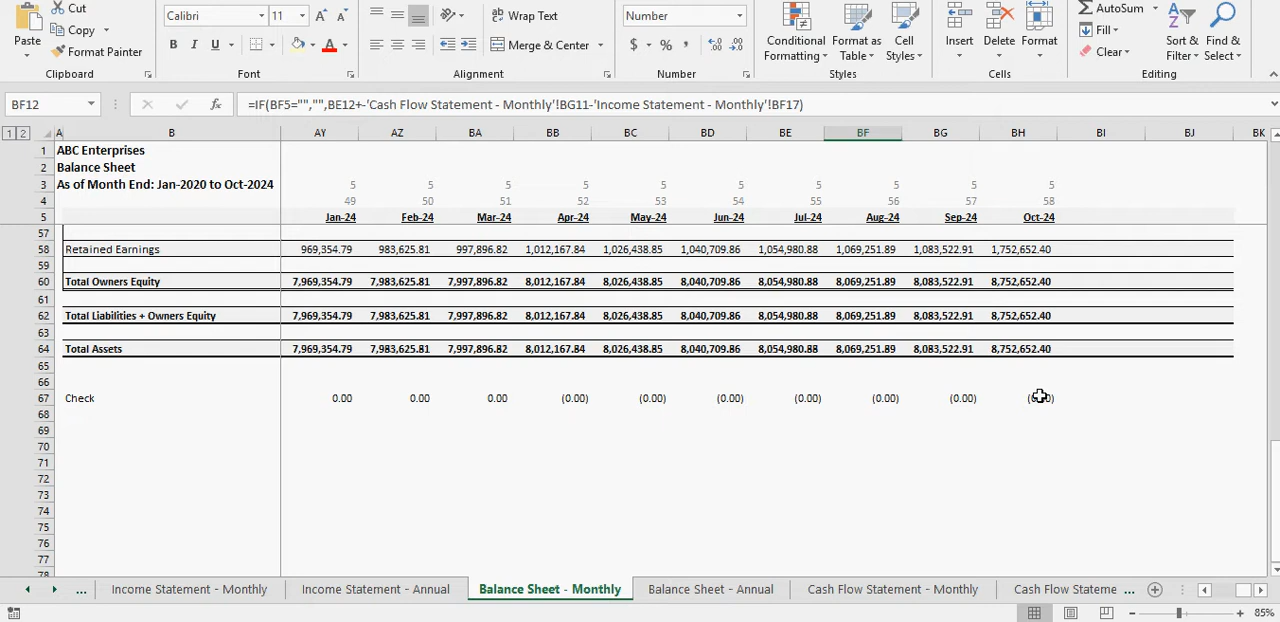 Cut
Copy
Format Painter
Paste
Clipboard
Calibri 11
B I U A
Font
Wrap Text
Merge & Center
Alignment
Number
$ % ,
Number
Conditional Formatting
Format as Table
Cell Styles
Styles
Insert Delete Format
Cells
AutoSum
Fill
Clear
Sort & Filter
Find & Select
Editing
BF12 fx =IF(BF5="","",BE12+-'Cash Flow Statement - Monthly'!BG11-'Income Statement - Monthly'!BF17)
1 2 A B AY AZ BA BB BC BD BE BF BG BH BI BJ BK
1 ABC Enterprises
2 Balance Sheet
3 As of Month End: Jan-2020 to Oct-2024 5 5 5 5 5 5 5 5 5 5
4 49 50 51 52 53 54 55 56 57 58
5 Jan-24 Feb-24 Mar-24 Apr-24 May-24 Jun-24 Jul-24 Aug-24 Sep-24 Oct-24
57
58 Retained Earnings 969,354.79 983,625.81 997,896.82 1,012,167.84 1,026,438.85 1,040,709.86 1,054,980.88 1,069,251.89 1,083,522.91 1,752,652.40
59
60 Total Owners Equity 7,969,354.79 7,983,625.81 7,997,896.82 8,012,167.84 8,026,438.85 8,040,709.86 8,054,980.88 8,069,251.89 8,083,522.91 8,752,652.40
61
62 Total Liabilities + Owners Equity 7,969,354.79 7,983,625.81 7,997,896.82 8,012,167.84 8,026,438.85 8,040,709.86 8,054,980.88 8,069,251.89 8,083,522.91 8,752,652.40
63
64 Total Assets 7,969,354.79 7,983,625.81 7,997,896.82 8,012,167.84 8,026,438.85 8,040,709.86 8,054,980.88 8,069,251.89 8,083,522.91 8,752,652.40
65
66
67 Check 0.00 0.00 0.00 (0.00) (0.00) (0.00) (0.00) (0.00) (0.00)
68
69
70
71
72
73
74
75
76
77
78
... Income Statement - Monthly Income Statement - Annual Balance Sheet - Monthly Balance Sheet - Annual Cash Flow Statement - Monthly Cash Flow Stateme ...
85%